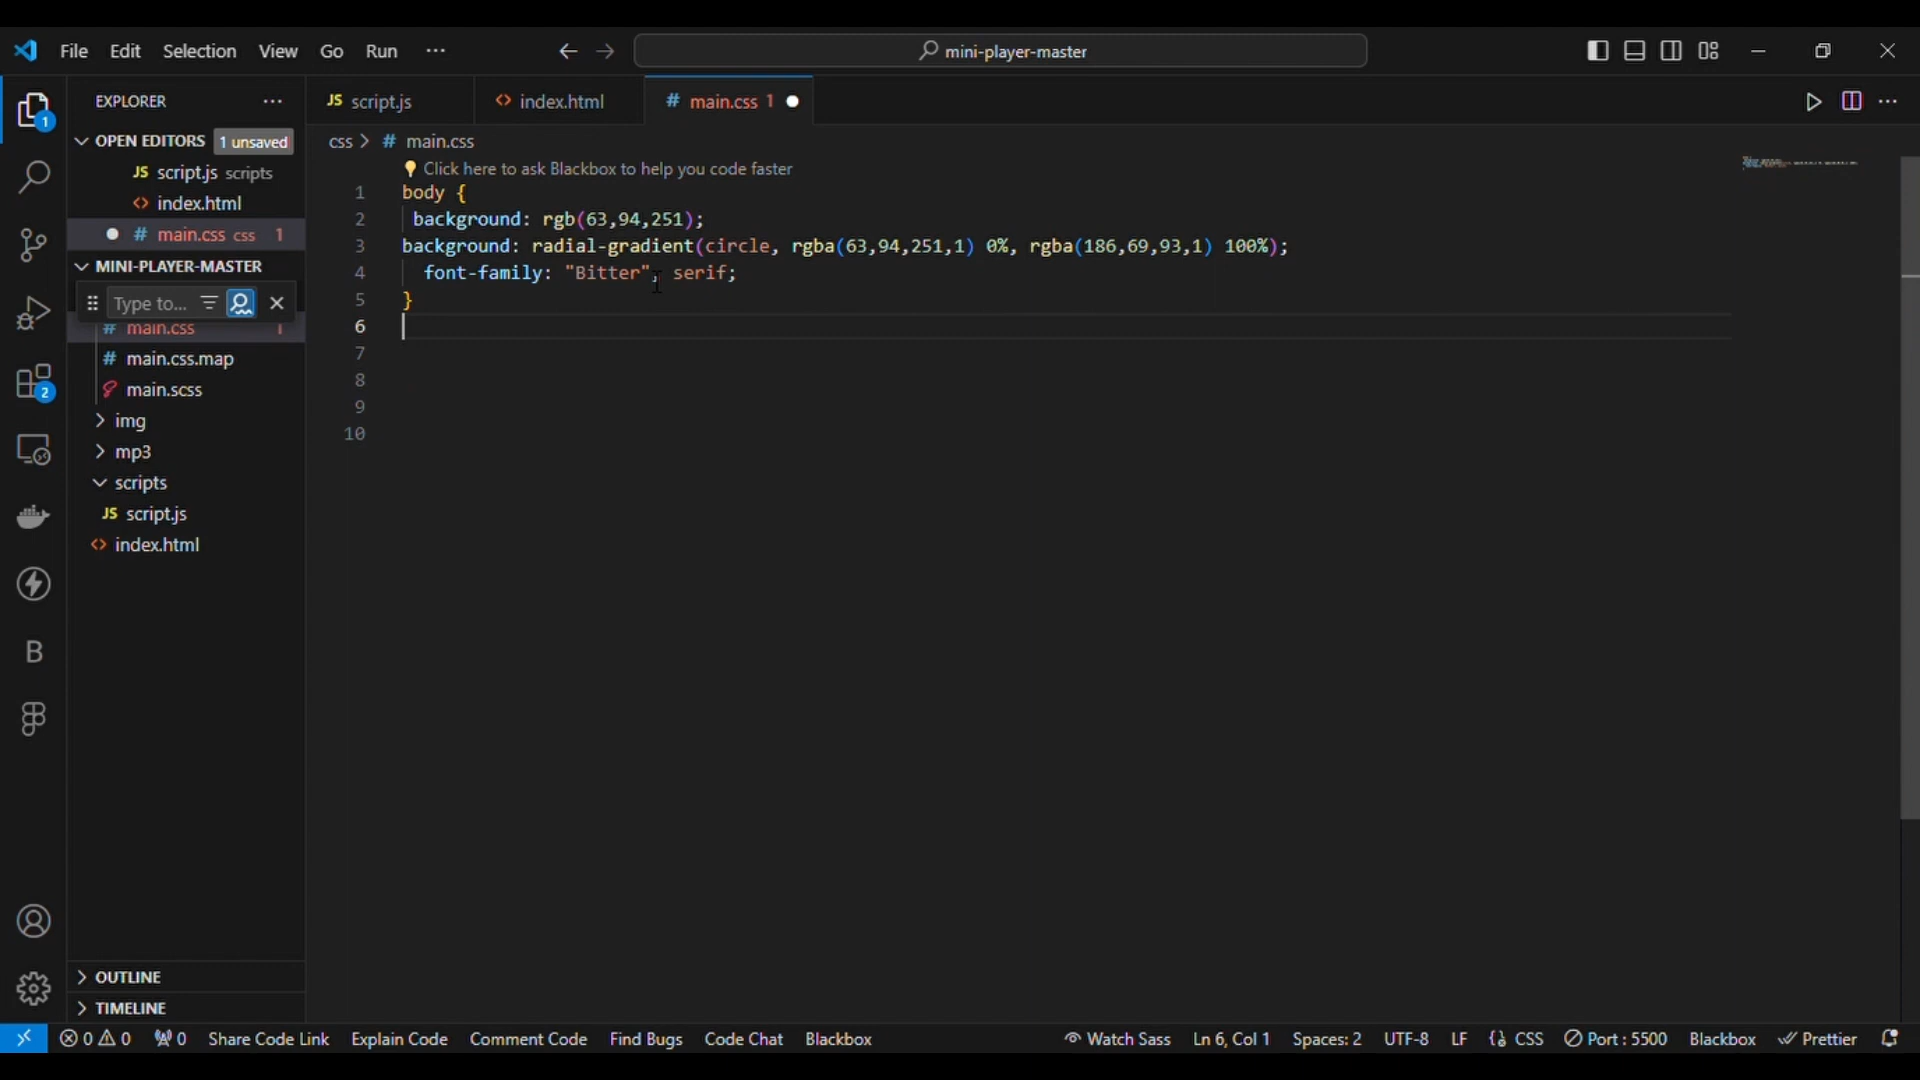 File Edit Selection View Go Run ··· mini-player-master
EXPLORER ···
OPEN EDITORS 1 unsaved
JS script.js scripts
<> index.html
# main.css css 1
MINI-PLAYER-MASTER
Type to...
# main.css 1
# main.css.map
main.scss
img
mp3
scripts
JS script.js
<> index.html
OUTLINE
TIMELINE
1
2
B
JS script.js <> index.html # main.css 1
css > # main.css
Click here to ask Blackbox to help you code faster
1 body {
2 background: rgb(63,94,251);
3 background: radial-gradient(circle, rgba(63,94,251,1) 0%, rgba(186,69,93,1) 100%);
4 font-family: "Bitter", serif;
5 }
6
7
8
9
10
0 0 0 Share Code Link Explain Code Comment Code Find Bugs Code Chat Blackbox Watch Sass Ln 6, Col 1 Spaces: 2 UTF-8 LF {} CSS Port : 5500 Blackbox Prettier